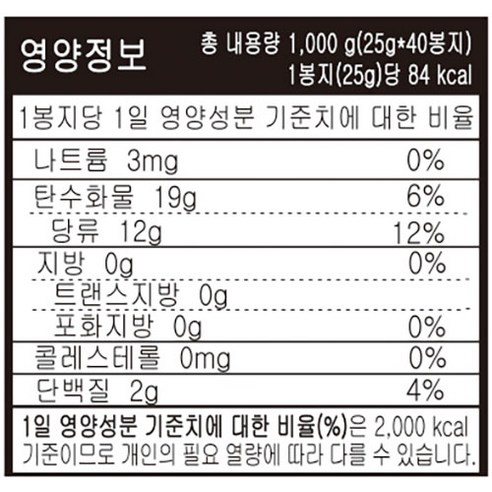 영양정보
총 내용량 1,000 g(25g*40봉지)
1봉지(25g)당 84 kcal
1봉지당 1일 영양성분 기준치에 대한 비율
나트륨 3mg 0%
탄수화물 19g 6%
당류 12g 12%
지방 0g 0%
트랜스지방 0g
포화지방 0g 0%
콜레스테롤 0mg 0%
단백질 2g 4%
1일 영양성분 기준치에 대한 비율(%)은 2,000 kcal
기준이므로 개인의 필요 열량에 따라 다를 수 있습니다.